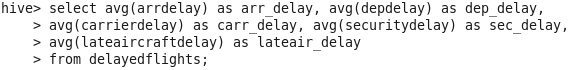 hive> select avg(arrdelay) as arr_delay, avg(depdelay) as dep_delay,
    > avg(carrierdelay) as carr_delay, avg(securitydelay) as sec_delay,
    > avg(lateaircraftdelay) as lateair_delay
    > from delayedflights;